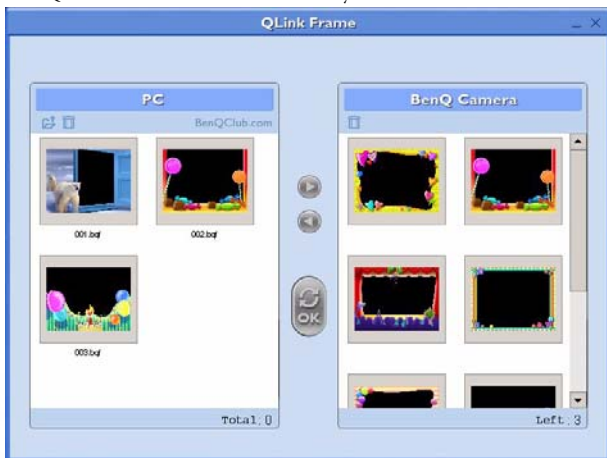 QLink Frame
PC
BenQ Camera
BenQClub.com
001.bqf
002.bqf
003.bqf
OK
Total:0
Left:3